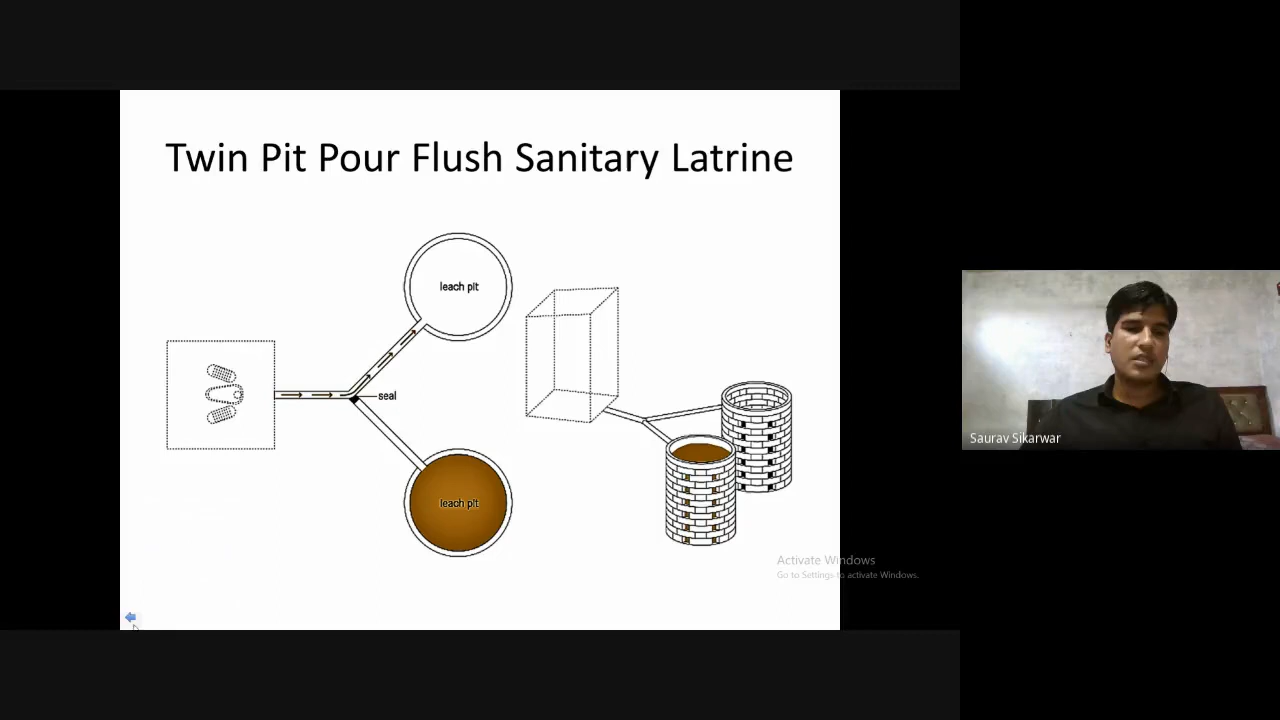 Twin Pit Pour Flush Sanitary Latrine
leach pit
seal
leach pit
Saurav Sikarwar
Activate Windows
Go to Settings to activate Windows.